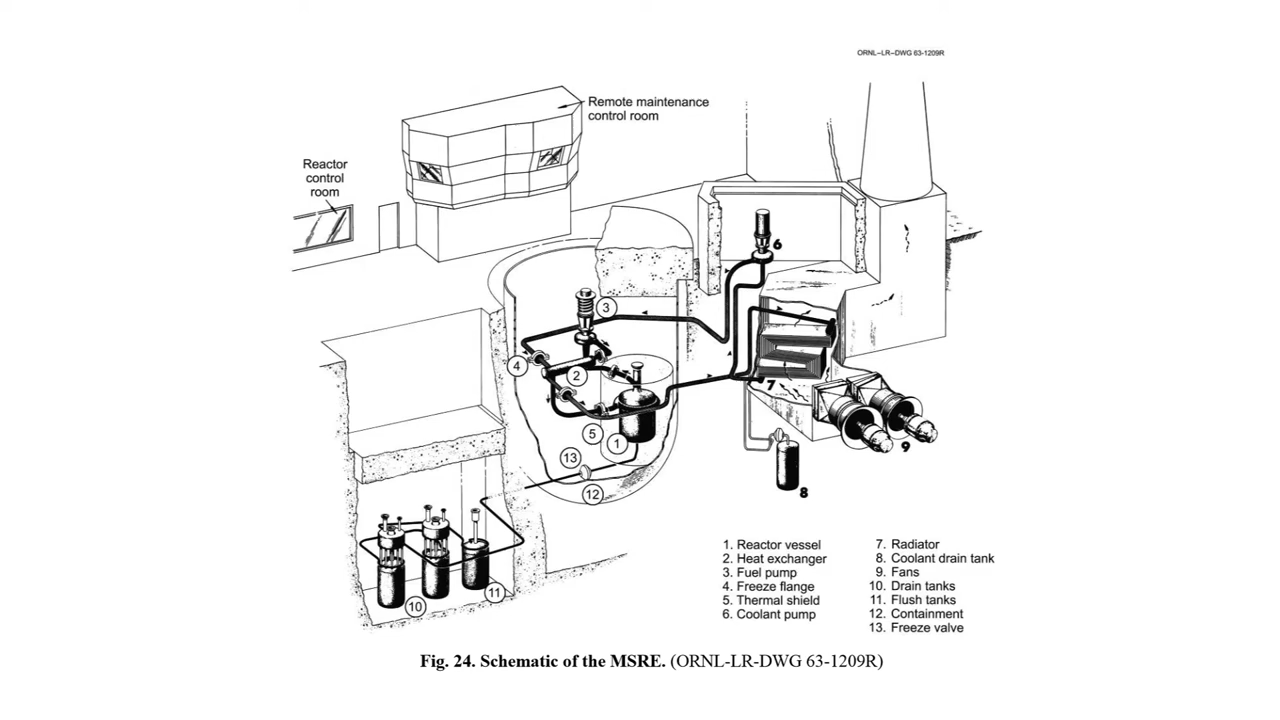 ORNL–LR–DWG 63-1209R
Remote maintenance
control room
Reactor
control
room
6
3
4
2
7
5
1
9
13
8
12
10
11
1. Reactor vessel
2. Heat exchanger
3. Fuel pump
4. Freeze flange
5. Thermal shield
6. Coolant pump
7. Radiator
8. Coolant drain tank
9. Fans
10. Drain tanks
11. Flush tanks
12. Containment
13. Freeze valve
Fig. 24. Schematic of the MSRE. (ORNL-LR-DWG 63-1209R)